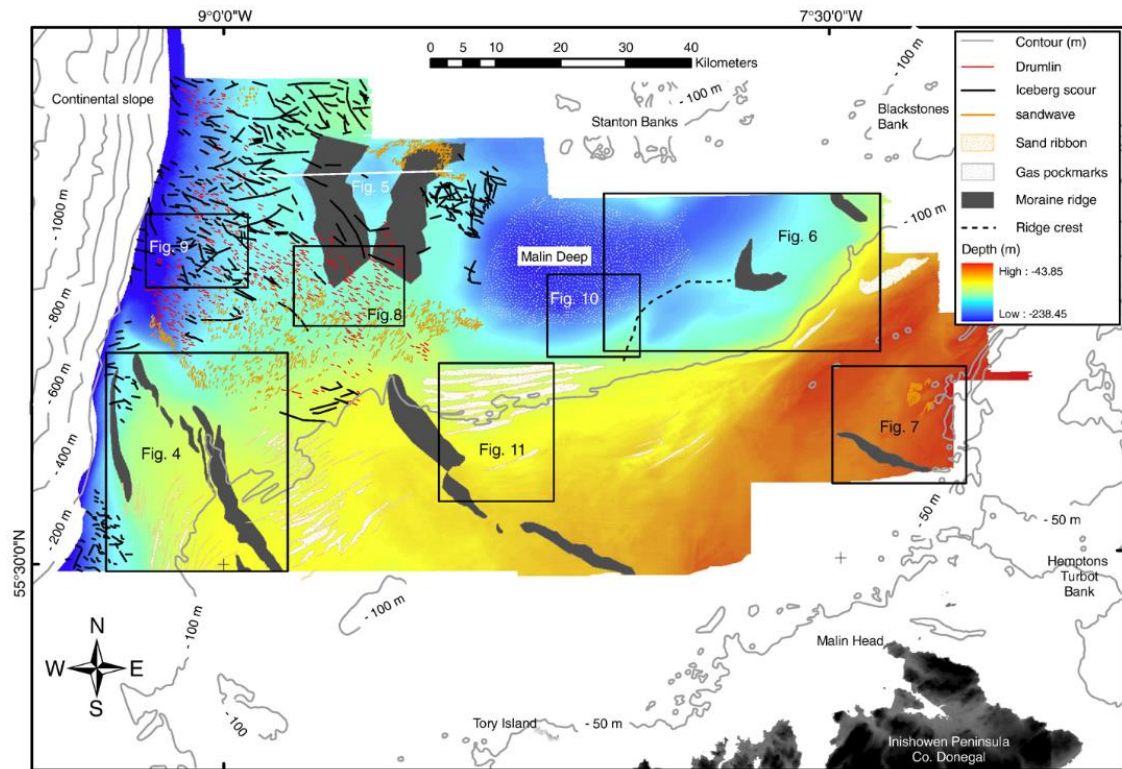 9°0'0"W
7°30'0"W
0 5 10 20 30 40
Kilometers
Continental slope
Stanton Banks
- 100 m
- 100 m
Blackstones
Bank
Contour (m)
Drumlin
Iceberg scour
sandwave
Sand ribbon
Gas pockmarks
Moraine ridge
Ridge crest
Depth (m)
High : -43.85
Low : -238.45
Fig. 5
- 1000 m
- 100 m
Fig. 9
Malin Deep
Fig. 6
Fig. 10
Fig.8
- 800 m
- 600 m
Fig. 4
Fig. 11
Fig. 7
- 400 m
- 200 m
- 50 m
- 50 m
55°30'0"N
Hemptons
Turbot
Bank
- 100 m
- 100 m
Malin Head
N
W E
S
- 100
Tory Island
- 50 m
Inishowen Peninsula
Co. Donegal